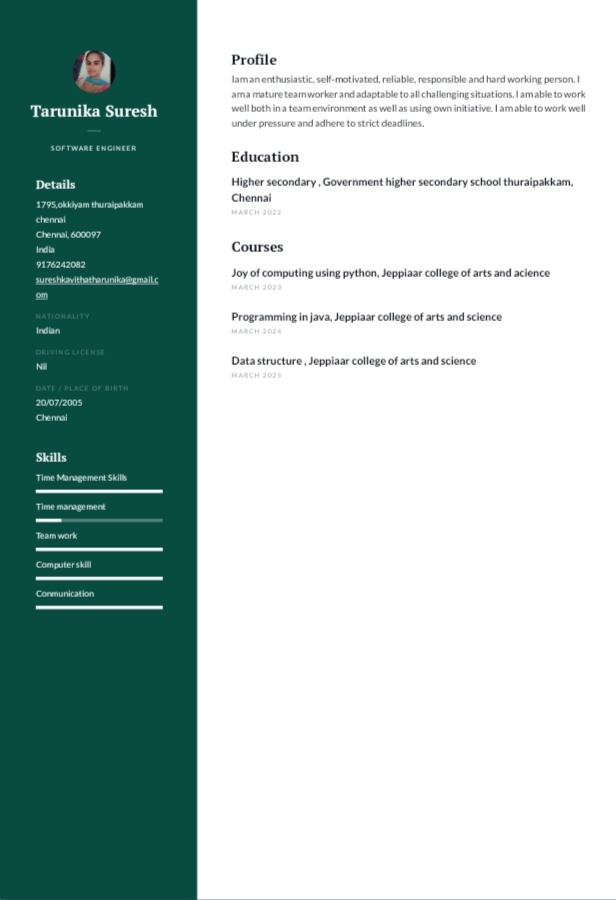 Tarunika Suresh
SOFTWARE ENGINEER
Details
1795,okkiyam thuraipakkam
chennai
Chennai, 600097
India
9176242082
sureshkavithatharunika@gmail.c
om
NATIONALITY
Indian
DRIVING LICENSE
Nil
DATE / PLACE OF BIRTH
20/07/2005
Chennai
Skills
Time Management Skills
Time management
Team work
Computer skill
Conmunication
Profile
I am an enthusiastic, self-motivated, reliable, responsible and hard working person. I
am a mature team worker and adaptable to all challenging situations. I am able to work
well both in a team environment as well as using own initiative. I am able to work well
under pressure and adhere to strict deadlines.
Education
Higher secondary , Government higher secondary school thuraipakkam,
Chennai
MARCH 2022
Courses
Joy of computing using python, Jeppiaar college of arts and acience
MARCH 2023
Programming in java, Jeppiaar college of arts and science
MARCH 2024
Data structure , Jeppiaar college of arts and science
MARCH 2025